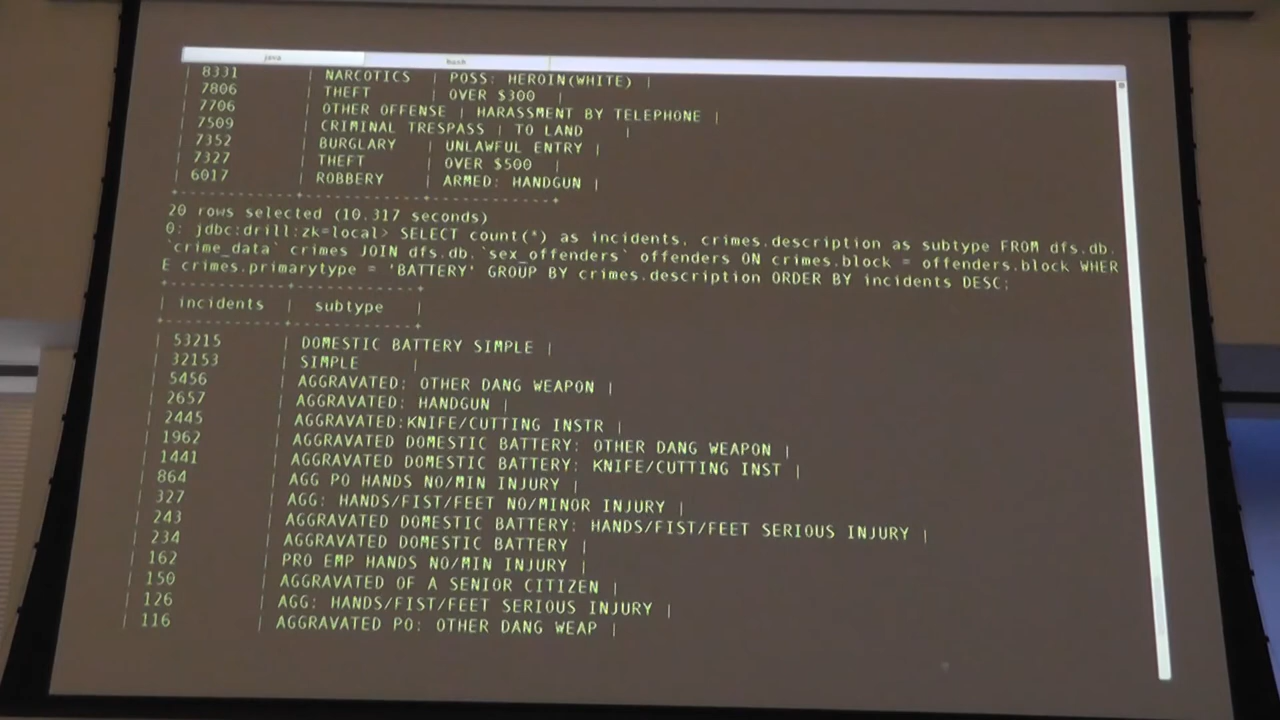 java bash
| 8331 | NARCOTICS | POSS: HEROIN(WHITE) |
| 7806 | THEFT | OVER $300 |
| 7706 | OTHER OFFENSE | HARASSMENT BY TELEPHONE |
| 7509 | CRIMINAL TRESPASS | TO LAND |
| 7352 | BURGLARY | UNLAWFUL ENTRY |
| 7327 | THEFT | OVER $500 |
| 6017 | ROBBERY | ARMED: HANDGUN |
20 rows selected (10.317 seconds)
0: jdbc:drill:zk=local> SELECT count(*) as incidents, crimes.description as subtype FROM dfs.db.
`crime_data` crimes JOIN dfs.db.`sex_offenders` offenders ON crimes.block = offenders.block WHER
E crimes.primarytype = 'BATTERY' GROUP BY crimes.description ORDER BY incidents DESC;
| incidents | subtype |
| 53215 | DOMESTIC BATTERY SIMPLE |
| 32153 | SIMPLE |
| 5456 | AGGRAVATED: OTHER DANG WEAPON |
| 2657 | AGGRAVATED: HANDGUN |
| 2445 | AGGRAVATED:KNIFE/CUTTING INSTR |
| 1962 | AGGRAVATED DOMESTIC BATTERY: OTHER DANG WEAPON |
| 1441 | AGGRAVATED DOMESTIC BATTERY: KNIFE/CUTTING INST |
| 864 | AGG PO HANDS NO/MIN INJURY |
| 327 | AGG: HANDS/FIST/FEET NO/MINOR INJURY |
| 243 | AGGRAVATED DOMESTIC BATTERY: HANDS/FIST/FEET SERIOUS INJURY |
| 234 | AGGRAVATED DOMESTIC BATTERY |
| 162 | PRO EMP HANDS NO/MIN INJURY |
| 150 | AGGRAVATED OF A SENIOR CITIZEN |
| 126 | AGG: HANDS/FIST/FEET SERIOUS INJURY |
| 116 | AGGRAVATED PO: OTHER DANG WEAP |